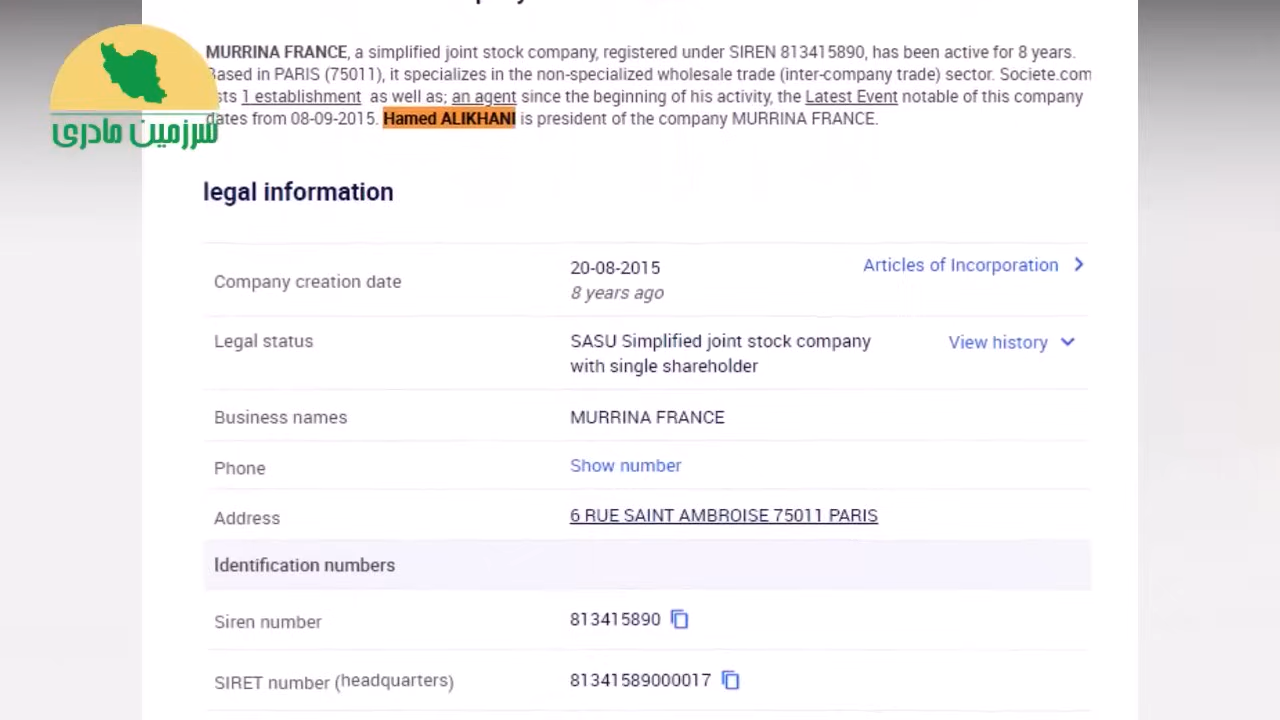 MURRINA FRANCE, a simplified joint stock company, registered under SIREN 813415890, has been active for 8 years.
Based in PARIS (75011), it specializes in the non-specialized wholesale trade (inter-company trade) sector. Societe.com
1 establishment as well as; an agent since the beginning of his activity, the Latest Event notable of this company
dates from 08-09-2015. Hamed ALIKHANI is president of the company MURRINA FRANCE.
سرزمین مادری
legal information
Company creation date
20-08-2015
8 years ago
Articles of Incorporation
Legal status
SASU Simplified joint stock company
with single shareholder
View history
Business names
MURRINA FRANCE
Phone
Show number
Address
6 RUE SAINT AMBROISE 75011 PARIS
Identification numbers
Siren number
813415890
SIRET number (headquarters)
81341589000017